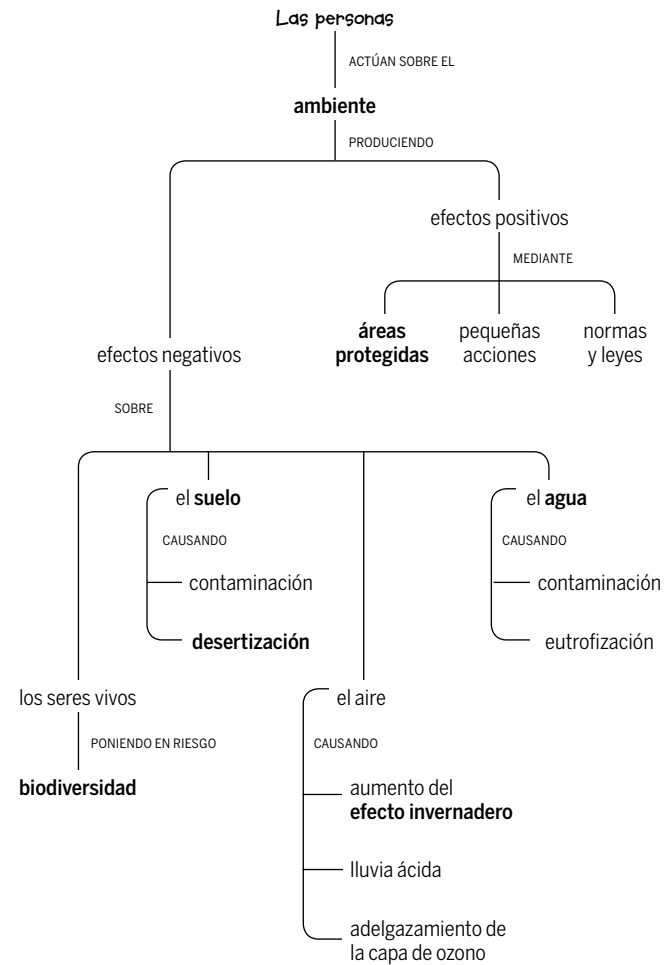 Las personas
ACTÚAN SOBRE EL
ambiente
PRODUCIENDO
efectos positivos
MEDIANTE
áreas
protegidas
pequeñas
acciones
normas
y leyes
efectos negativos
SOBRE
el suelo
CAUSANDO
contaminación
desertización
el agua
CAUSANDO
contaminación
eutrofización
los seres vivos
PONIENDO EN RIESGO
biodiversidad
el aire
CAUSANDO
aumento del
efecto invernadero
lluvia ácida
adelgazamiento de
la capa de ozono